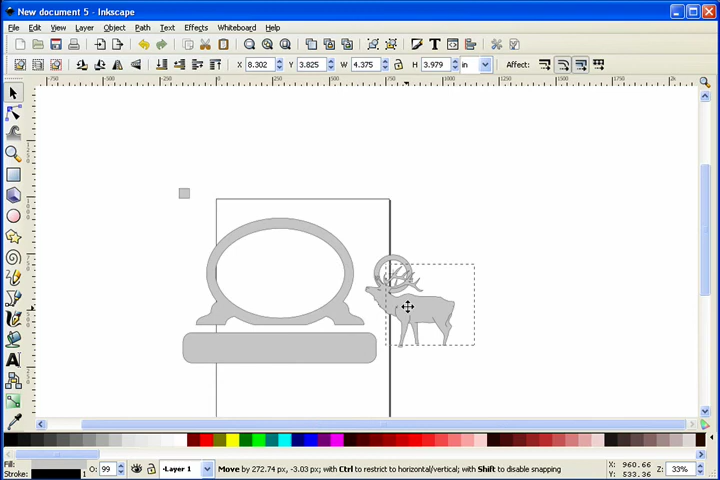 New document 5 - Inkscape
File Edit View Layer Object Path Text Effects Whiteboard Help
X 8.302 Y 3.825 W 4.375 H 3.979 in Affect:
Fill: O: 99 Layer 1 Move by 272.74 px, -3.03 px; with Ctrl to restrict to horizontal/vertical; with Shift to disable snapping X: 960.66 Z: 33%
Stroke: 1 Y: 533.36